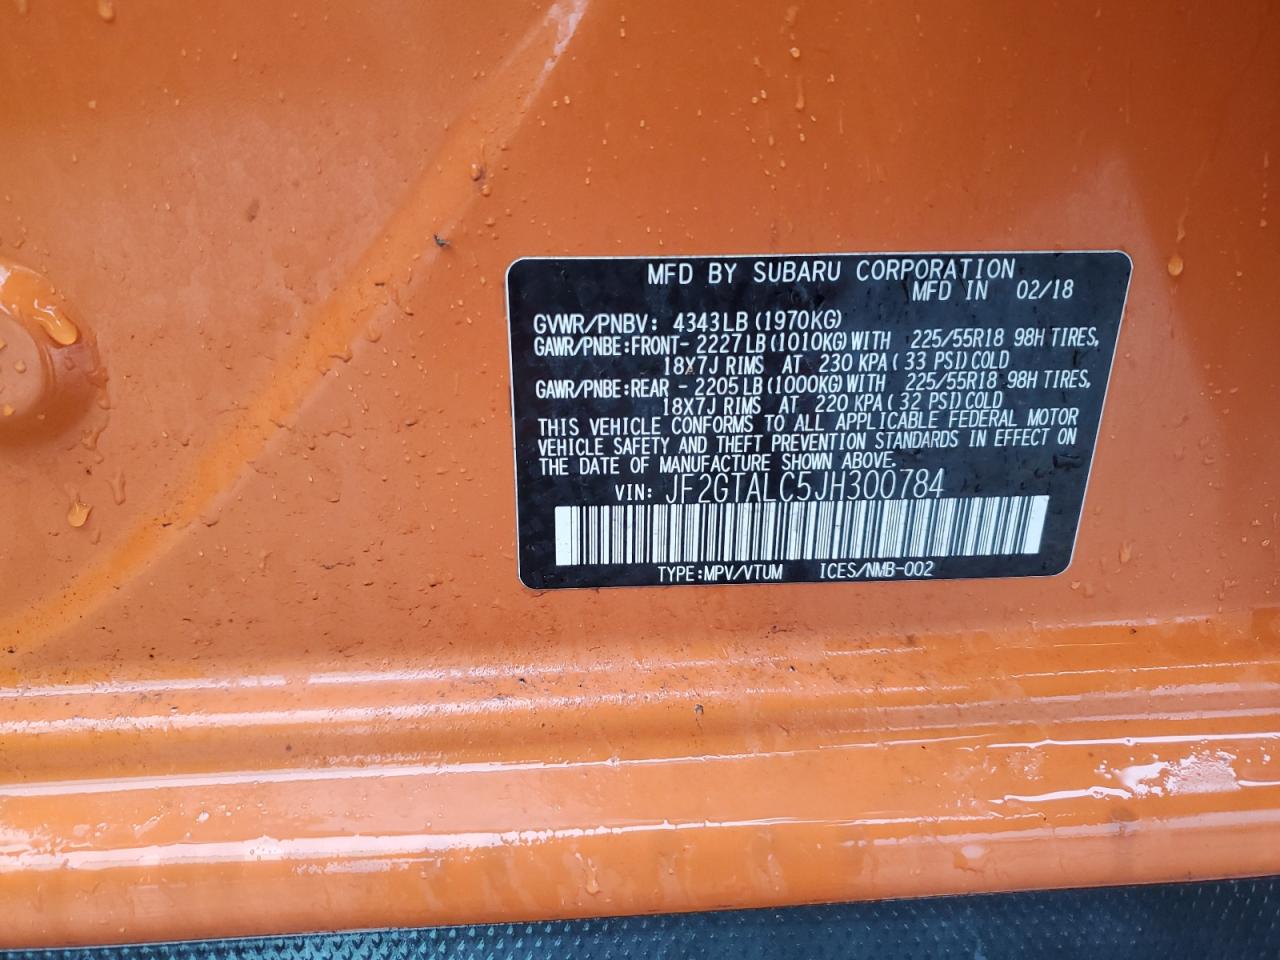 MFD BY SUBARU CORPORATION
MFD IN 02/18
GVWR/PNBV: 4343LB(1970KG)
GAWR/PNBE:FRONT-2227LB(1010KG)WITH 225/55R18 98H TIRES,
18X7J RIMS AT 230 KPA(33 PSI)COLD
GAWR/PNBE:REAR -2205LB(1000KG)WITH 225/55R18 98H TIRES,
18X7J RIMS AT 220 KPA(32 PSI)COLD
THIS VEHICLE CONFORMS TO ALL APPLICABLE FEDERAL MOTOR
VEHICLE SAFETY AND THEFT PREVENTION STANDARDS IN EFFECT ON
THE DATE OF MANUFACTURE SHOWN ABOVE.
VIN: JF2GTALC5JH300784
TYPE:MPV/VTUM ICES/NMB-002